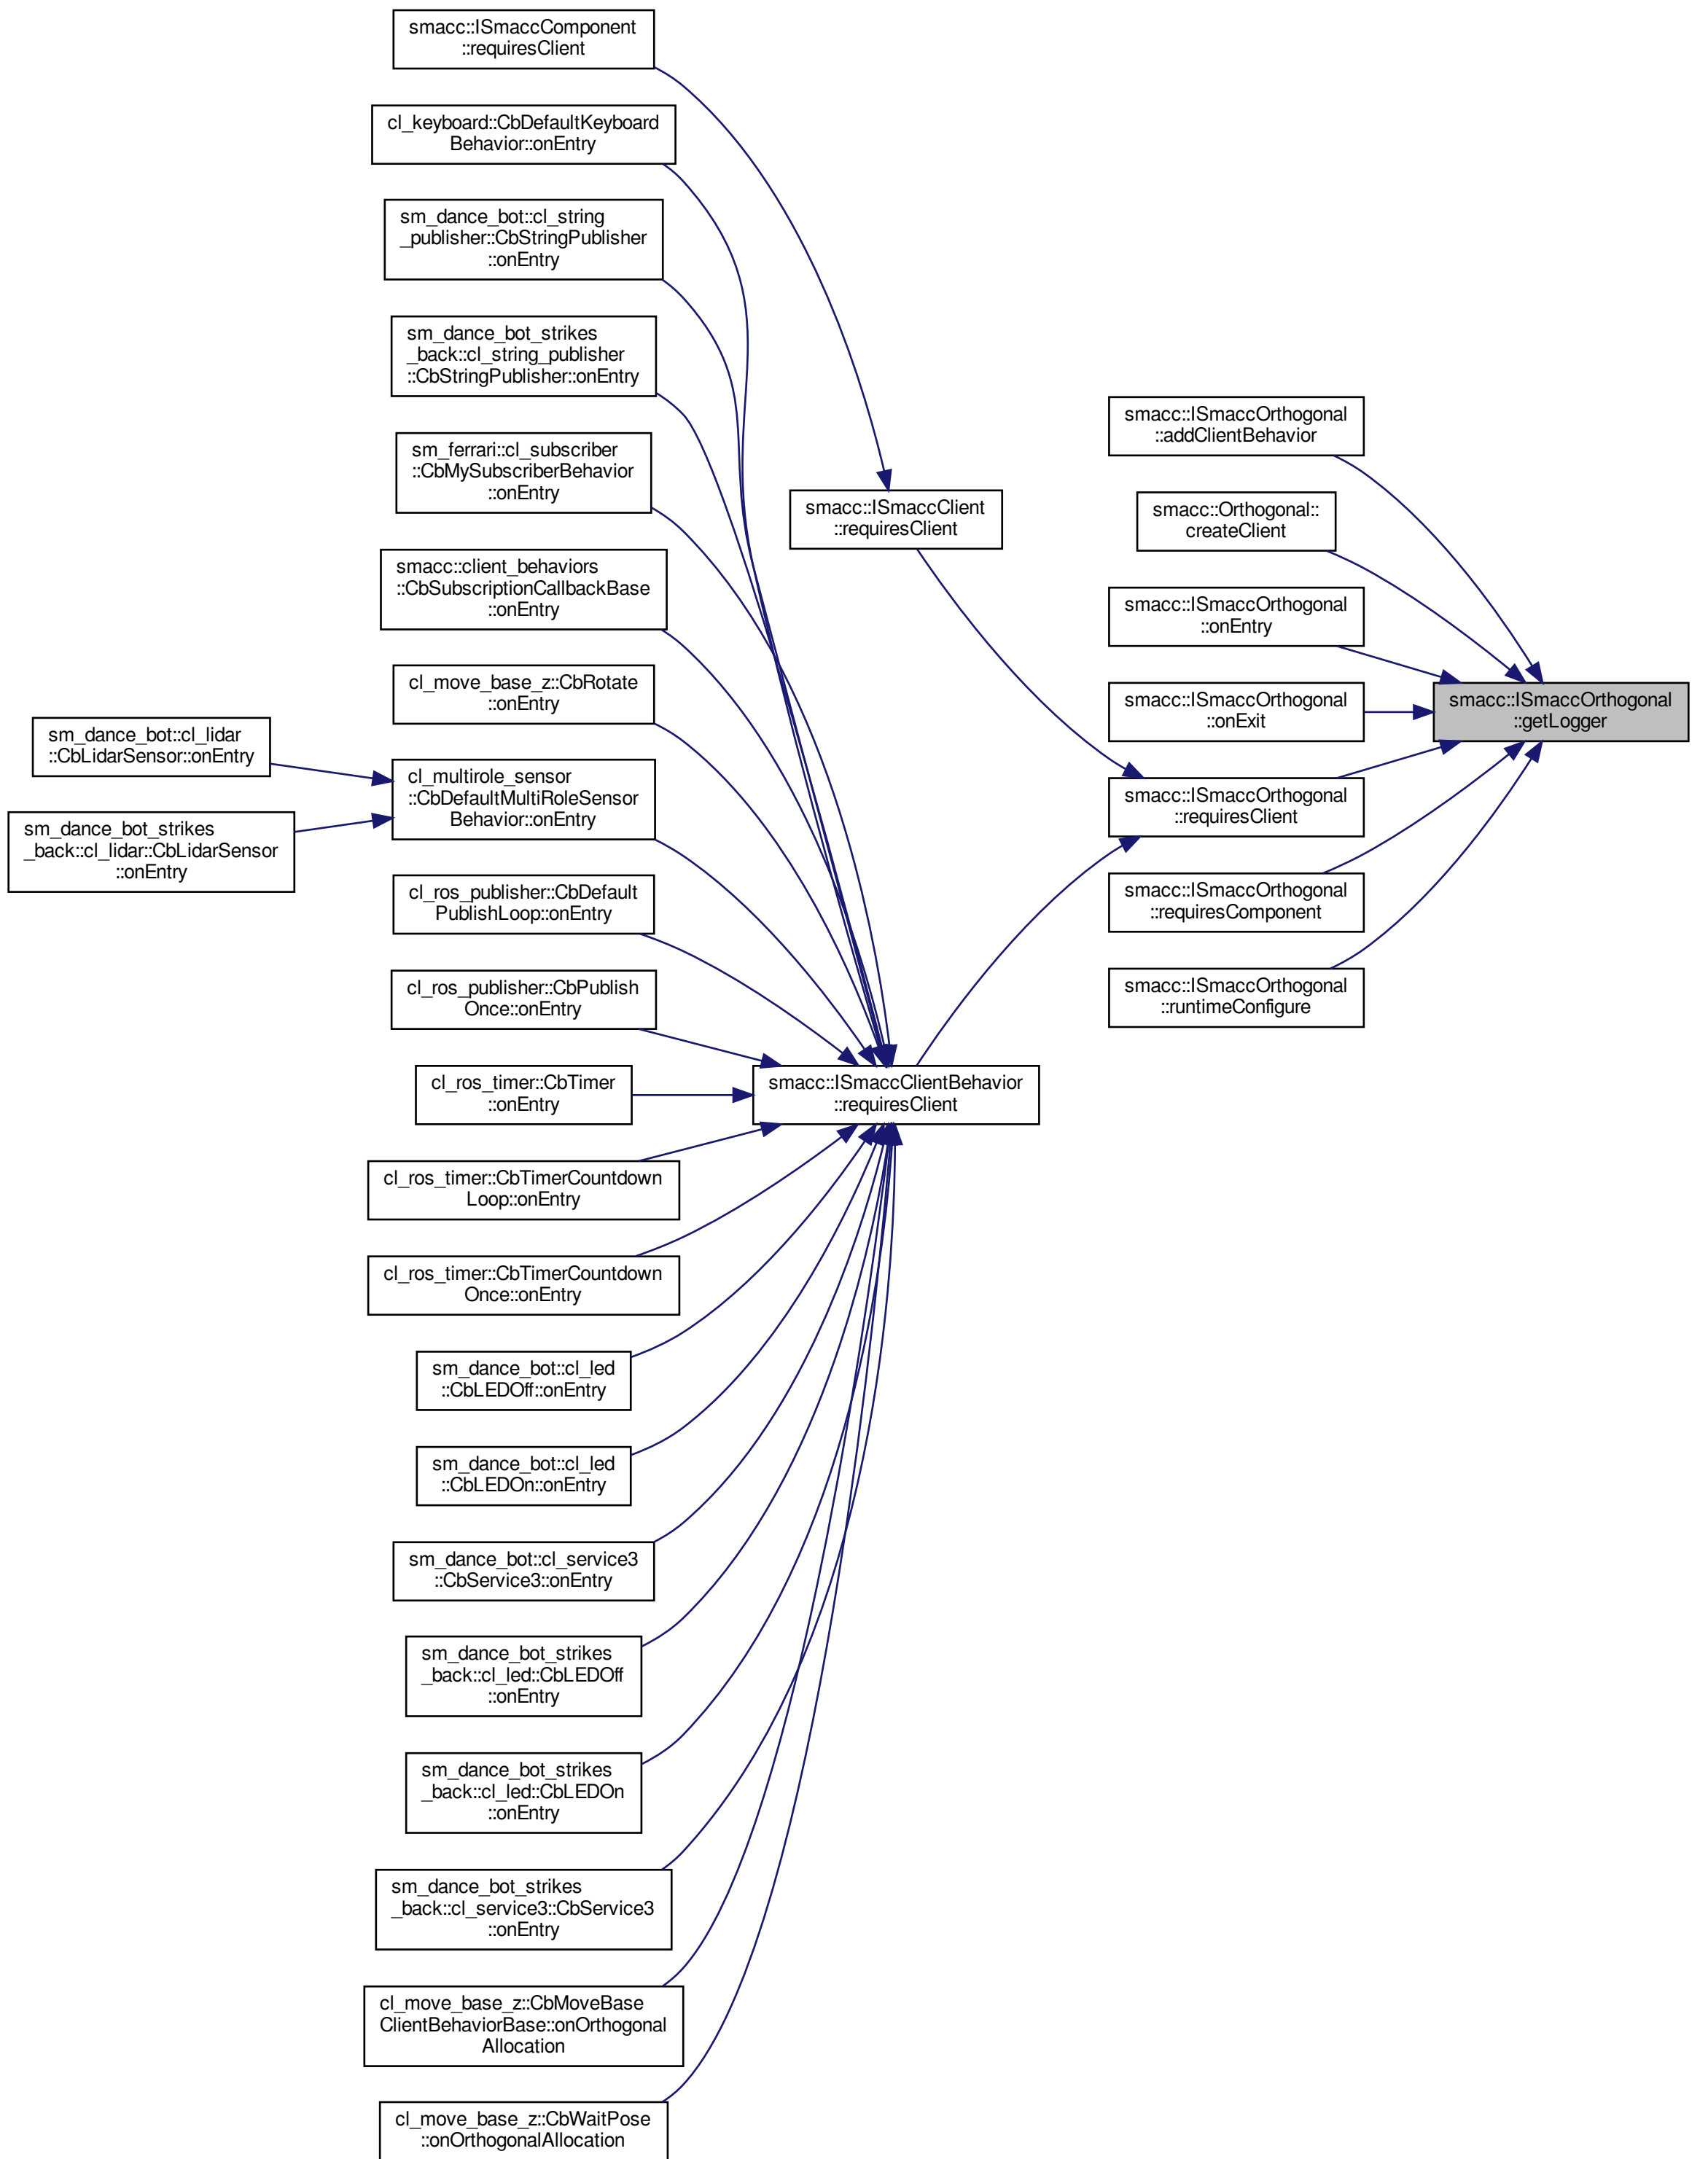 smacc::ISmaccComponent
::requiresClient
cl_keyboard::CbDefaultKeyboard
Behavior::onEntry
sm_dance_bot::cl_string
_publisher::CbStringPublisher
::onEntry
sm_dance_bot_strikes
_back::cl_string_publisher
::CbStringPublisher::onEntry
sm_ferrari::cl_subscriber
::CbMySubscriberBehavior
::onEntry
smacc::client_behaviors
::CbSubscriptionCallbackBase
::onEntry
cl_move_base_z::CbRotate
::onEntry
sm_dance_bot::cl_lidar
::CbLidarSensor::onEntry
cl_multirole_sensor
::CbDefaultMultiRoleSensor
Behavior::onEntry
sm_dance_bot_strikes
_back::cl_lidar::CbLidarSensor
::onEntry
cl_ros_publisher::CbDefault
PublishLoop::onEntry
cl_ros_publisher::CbPublish
Once::onEntry
cl_ros_timer::CbTimer
::onEntry
cl_ros_timer::CbTimerCountdown
Loop::onEntry
cl_ros_timer::CbTimerCountdown
Once::onEntry
sm_dance_bot::cl_led
::CbLEDOff::onEntry
sm_dance_bot::cl_led
::CbLEDOn::onEntry
sm_dance_bot::cl_service3
::CbService3::onEntry
sm_dance_bot_strikes
_back::cl_led::CbLEDOff
::onEntry
sm_dance_bot_strikes
_back::cl_led::CbLEDOn
::onEntry
sm_dance_bot_strikes
_back::cl_service3::CbService3
::onEntry
cl_move_base_z::CbMoveBase
ClientBehaviorBase::onOrthogonal
Allocation
cl_move_base_z::CbWaitPose
::onOrthogonalAllocation
smacc::ISmaccClient
::requiresClient
smacc::ISmaccClientBehavior
::requiresClient
smacc::ISmaccOrthogonal
::addClientBehavior
smacc::Orthogonal::
createClient
smacc::ISmaccOrthogonal
::onEntry
smacc::ISmaccOrthogonal
::onExit
smacc::ISmaccOrthogonal
::requiresClient
smacc::ISmaccOrthogonal
::requiresComponent
smacc::ISmaccOrthogonal
::runtimeConfigure
smacc::ISmaccOrthogonal
::getLogger